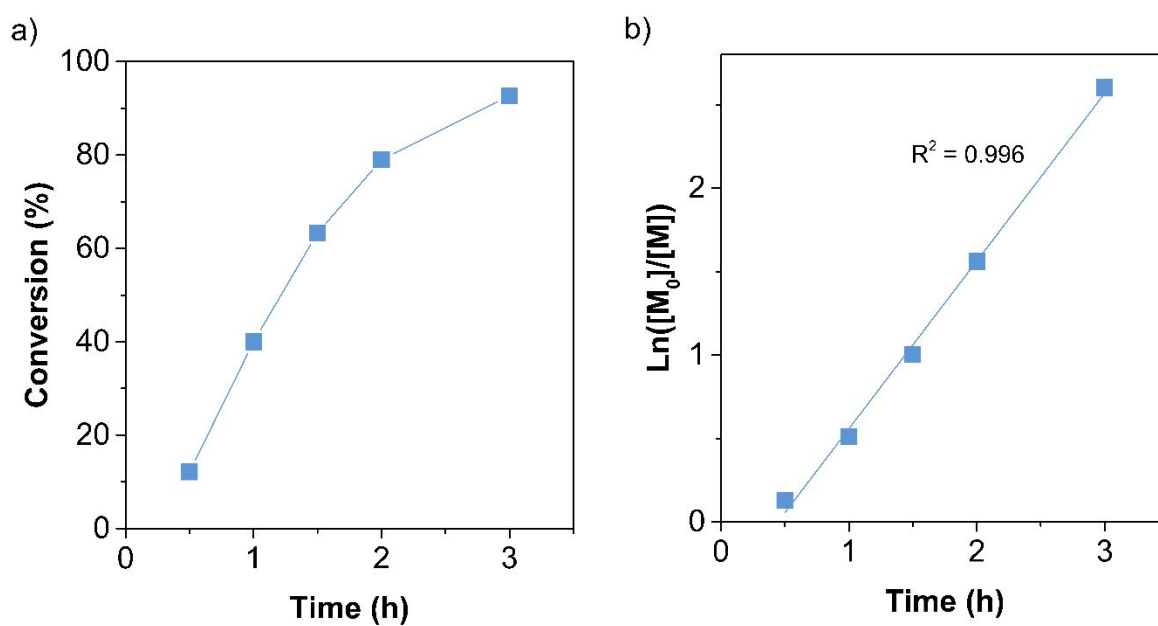 a)
100
80
60
40
20
0
Conversion (%)
0 1 2 3
Time (h)
b)
2
1
0
Ln([M₀]/[M])
R² = 0.996
0 1 2 3
Time (h)